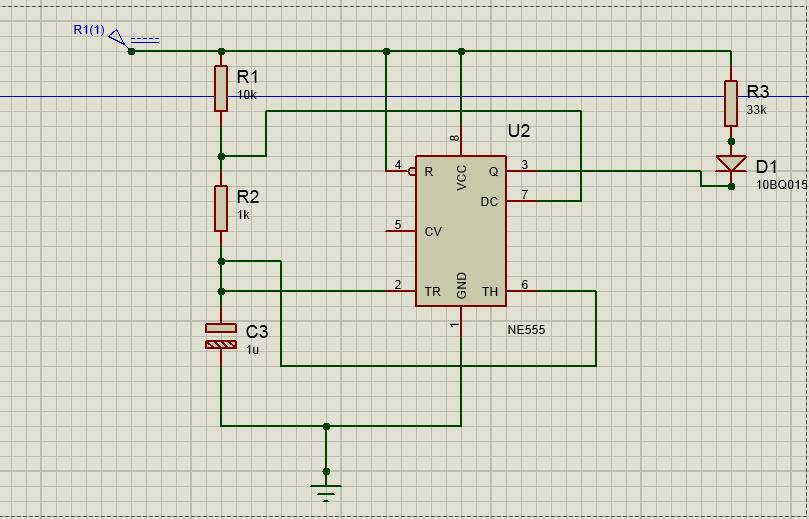 R1(1)
R1
10k
R3
33k
U2
8
4
R
VCC
Q
3
D1
10BQ015
DC
7
R2
1k
5
CV
2
TR
GND
TH
6
1
C3
1u
NE555